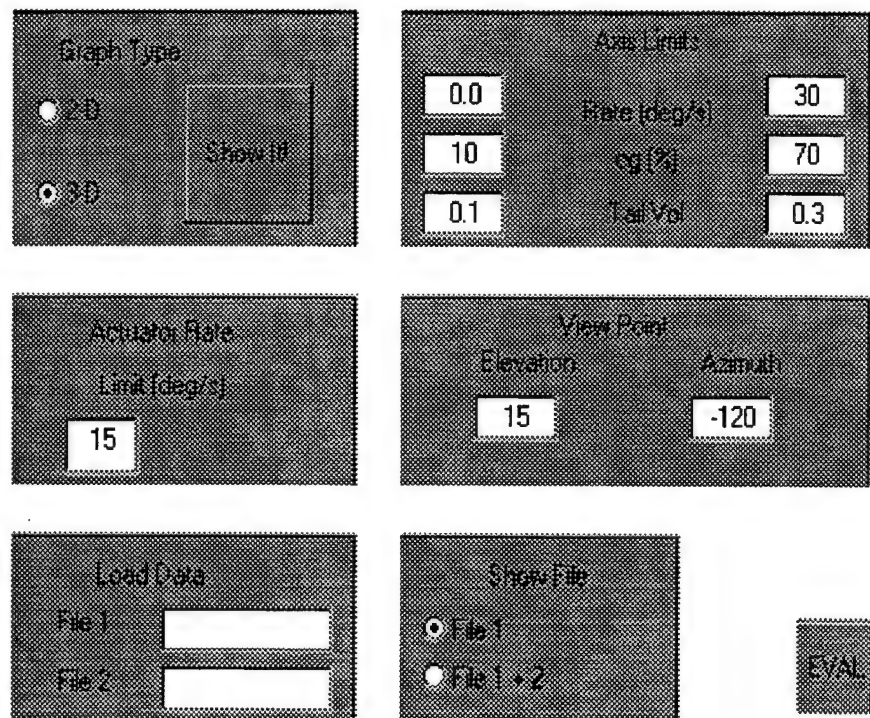 Graph Type
2-D
3-D
Show It!
Axis Limits
0.0 Rate (deg/s) 30
10 cg (%) 70
0.1 Tail Vol 0.3
Actuator Rate
Limit (deg/s)
15
View Point
Elevation Azimuth
15 -120
Load Data
File 1
File 2
Show File
File 1
File 1 + 2
EVAL